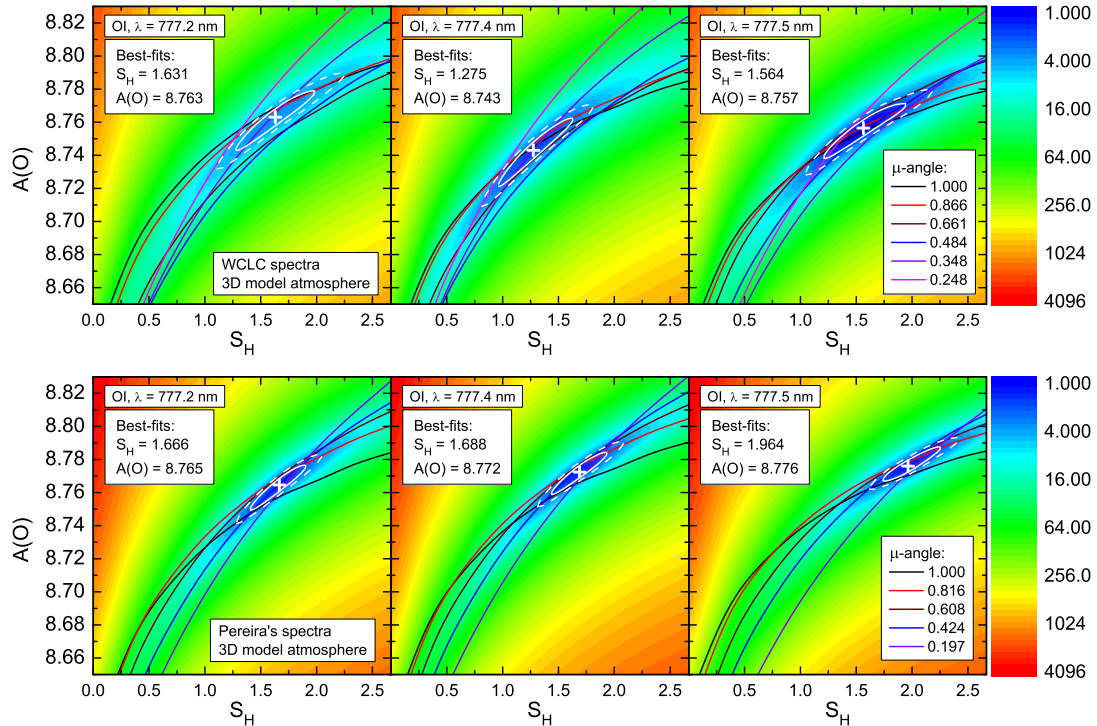 OI, λ = 777.2 nm
Best-fits:
S_H = 1.631
A(O) = 8.763
WCLC spectra
3D model atmosphere
OI, λ = 777.4 nm
Best-fits:
S_H = 1.275
A(O) = 8.743
OI, λ = 777.5 nm
Best-fits:
S_H = 1.564
A(O) = 8.757
μ-angle:
1.000
0.866
0.661
0.484
0.348
0.248
A(O)
8.82
8.80
8.78
8.76
8.74
8.72
8.70
8.68
8.66
0.0 0.5 1.0 1.5 2.0 2.5
0.5 1.0 1.5 2.0 2.5
0.5 1.0 1.5 2.0 2.5
S_H
S_H
S_H
1.000
4.000
16.00
64.00
256.0
1024
4096
OI, λ = 777.2 nm
Best-fits:
S_H = 1.666
A(O) = 8.765
Pereira's spectra
3D model atmosphere
OI, λ = 777.4 nm
Best-fits:
S_H = 1.688
A(O) = 8.772
OI, λ = 777.5 nm
Best-fits:
S_H = 1.964
A(O) = 8.776
μ-angle:
1.000
0.816
0.608
0.424
0.197
A(O)
8.82
8.80
8.78
8.76
8.74
8.72
8.70
8.68
8.66
0.0 0.5 1.0 1.5 2.0 2.5
0.5 1.0 1.5 2.0 2.5
0.5 1.0 1.5 2.0 2.5
S_H
S_H
S_H
1.000
4.000
16.00
64.00
256.0
1024
4096